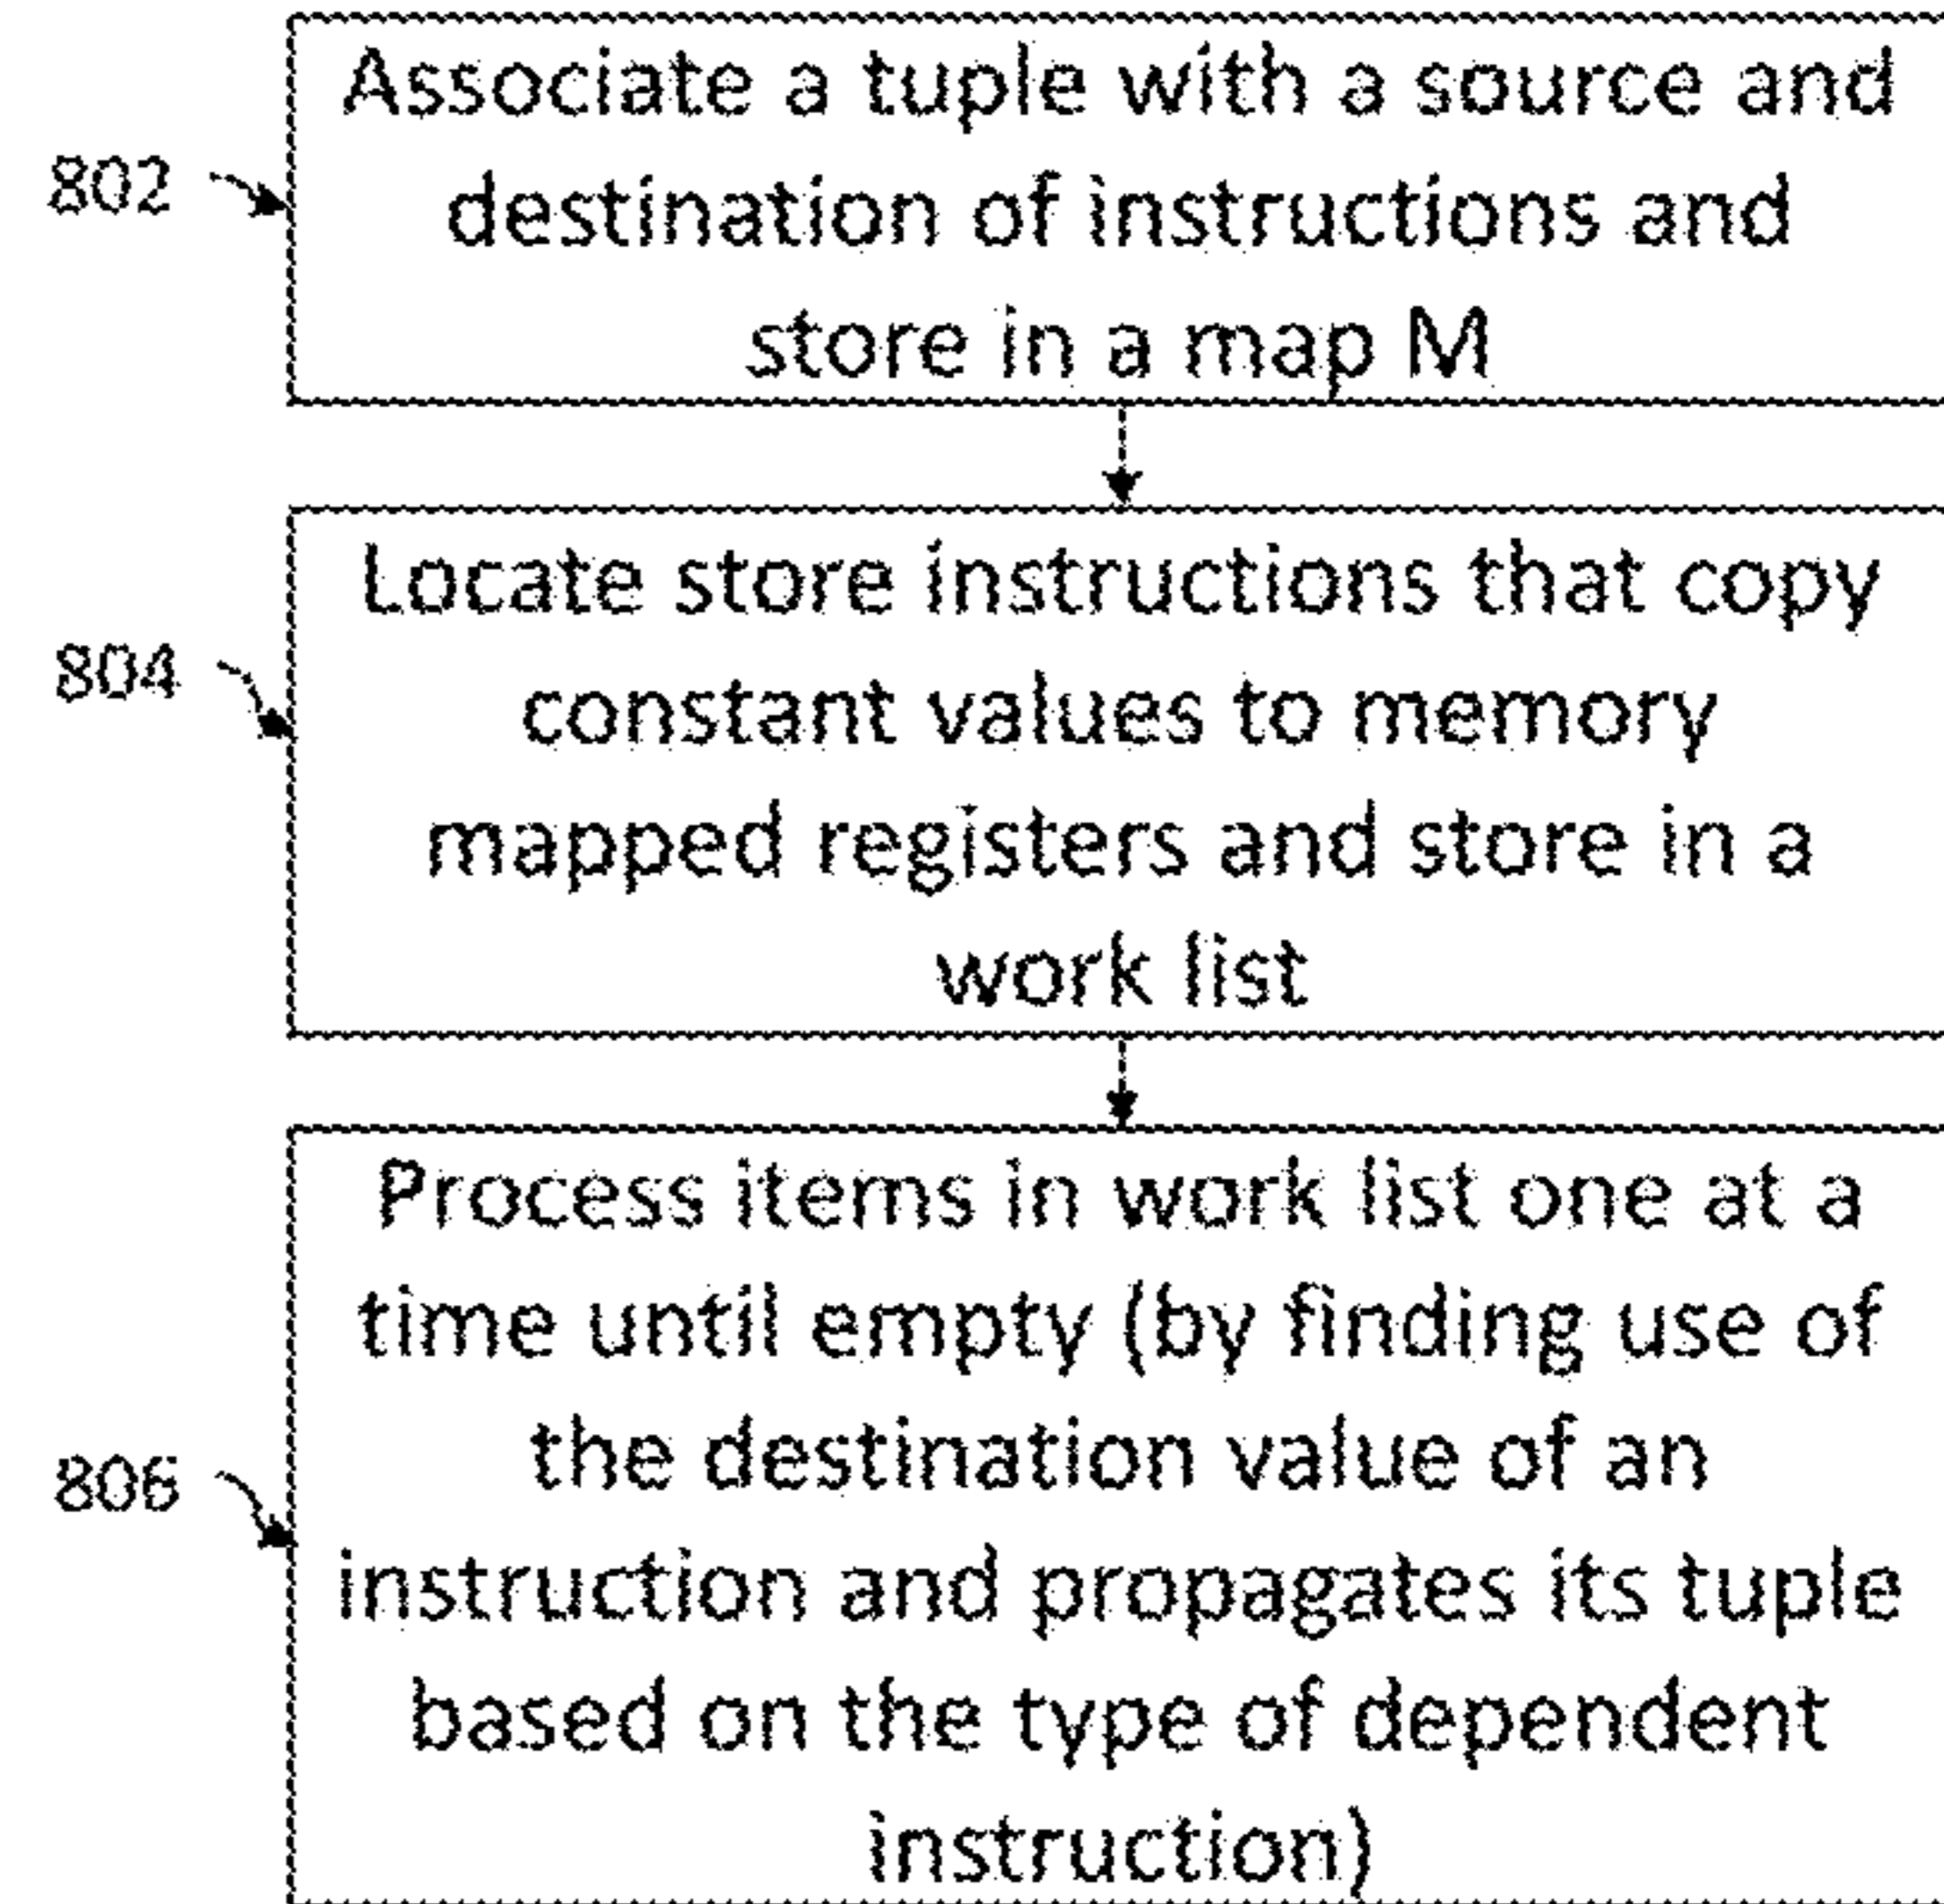 Associate a tuple with a source and
802
destination of instructions and
store in a map M
Locate store instructions that copy
804
constant values to memory
mapped registers and store in a
work list
Process items in work list one at a
time until empty (by finding use of
the destination value of an
806
instruction and propagates its tuple
based on the type of dependent
instruction)